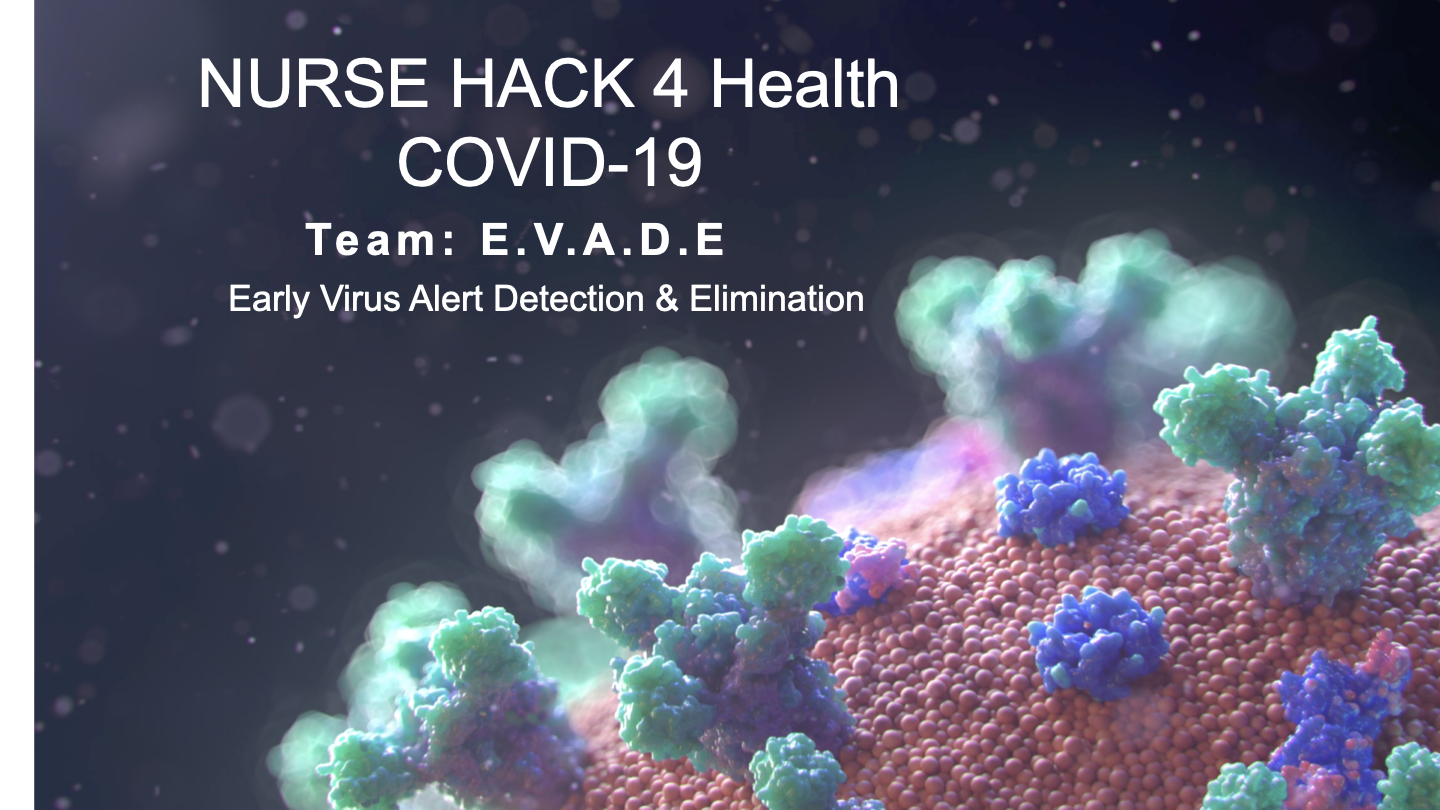 NURSE HACK 4 Health
COVID-19
Team: E.V.A.D.E
Early Virus Alert Detection & Elimination